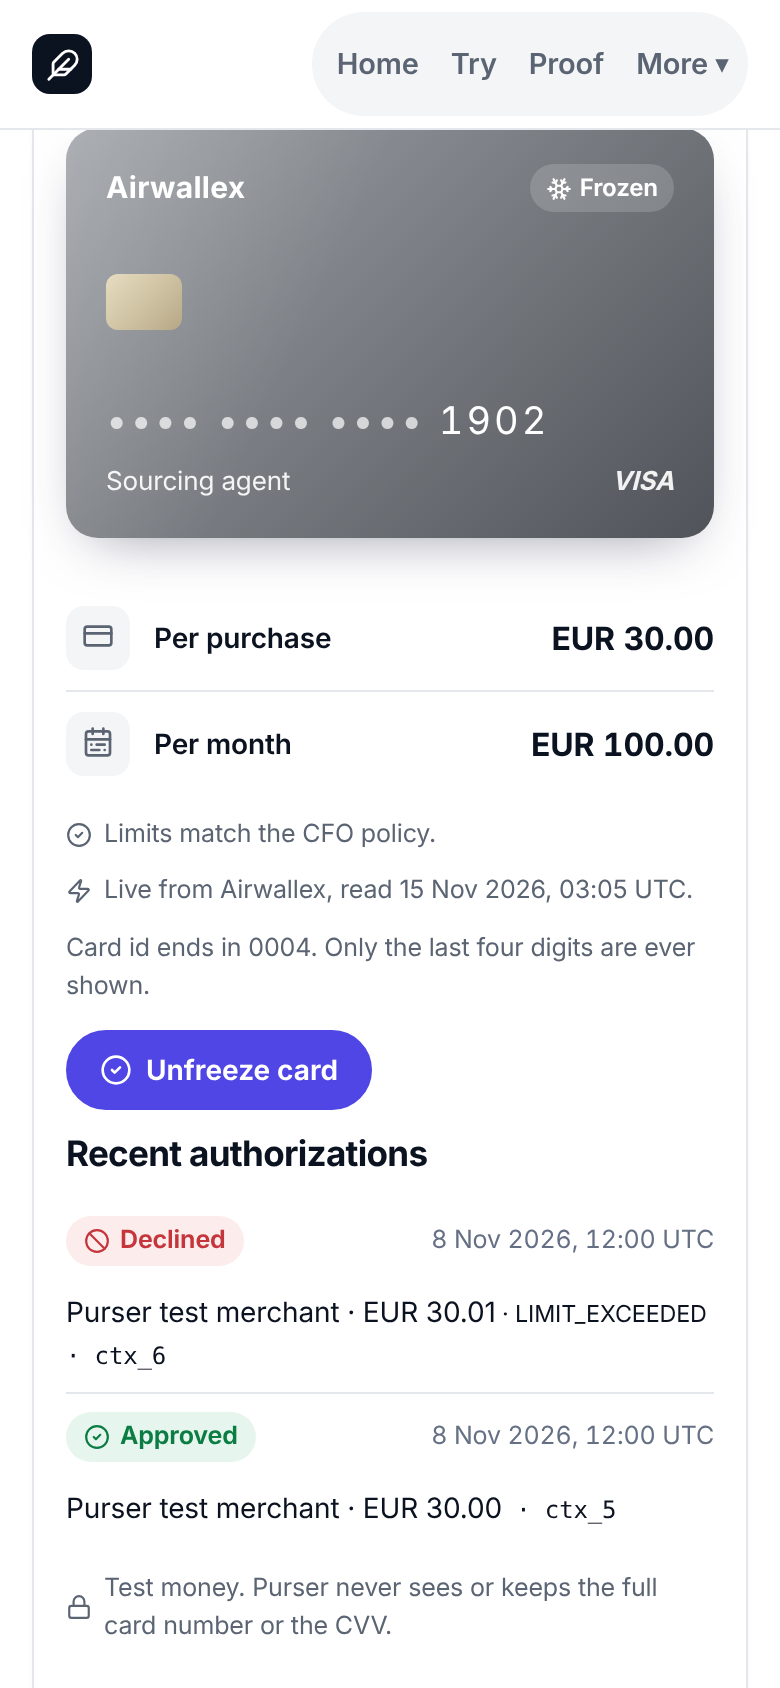 Home Try Proof More ▾
Airwallex
Frozen
•••• •••• •••• 1902
Sourcing agent
VISA
Per purchase
EUR 30.00
Per month
EUR 100.00
Limits match the CFO policy.
Live from Airwallex, read 15 Nov 2026, 03:05 UTC.
Card id ends in 0004. Only the last four digits are ever
shown.
Unfreeze card
Recent authorizations
Declined
8 Nov 2026, 12:00 UTC
Purser test merchant · EUR 30.01 · LIMIT_EXCEEDED
· ctx_6
Approved
8 Nov 2026, 12:00 UTC
Purser test merchant · EUR 30.00 · ctx_5
Test money. Purser never sees or keeps the full
card number or the CVV.